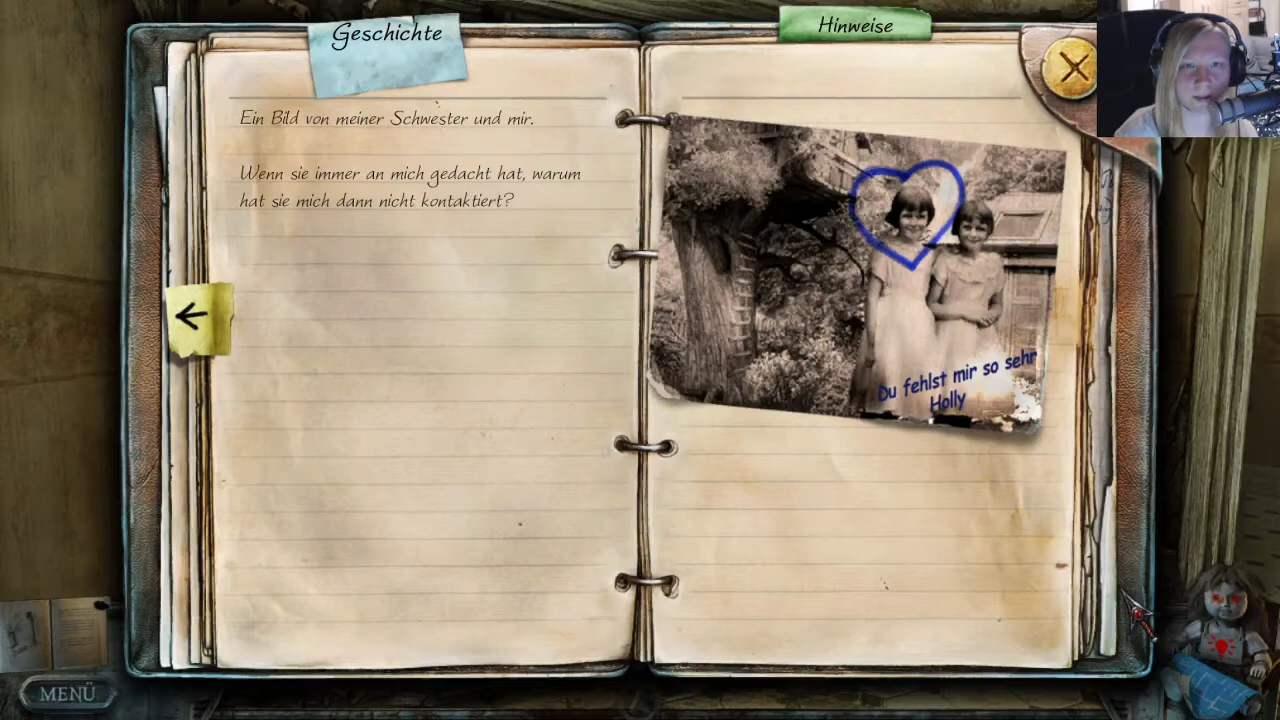 Geschichte
Hinweise
Ein Bild von meiner Schwester und mir.
Wenn sie immer an mich gedacht hat, warum
hat sie mich dann nicht kontaktiert?
Du fehlst mir so sehr
Holly
MENÜ